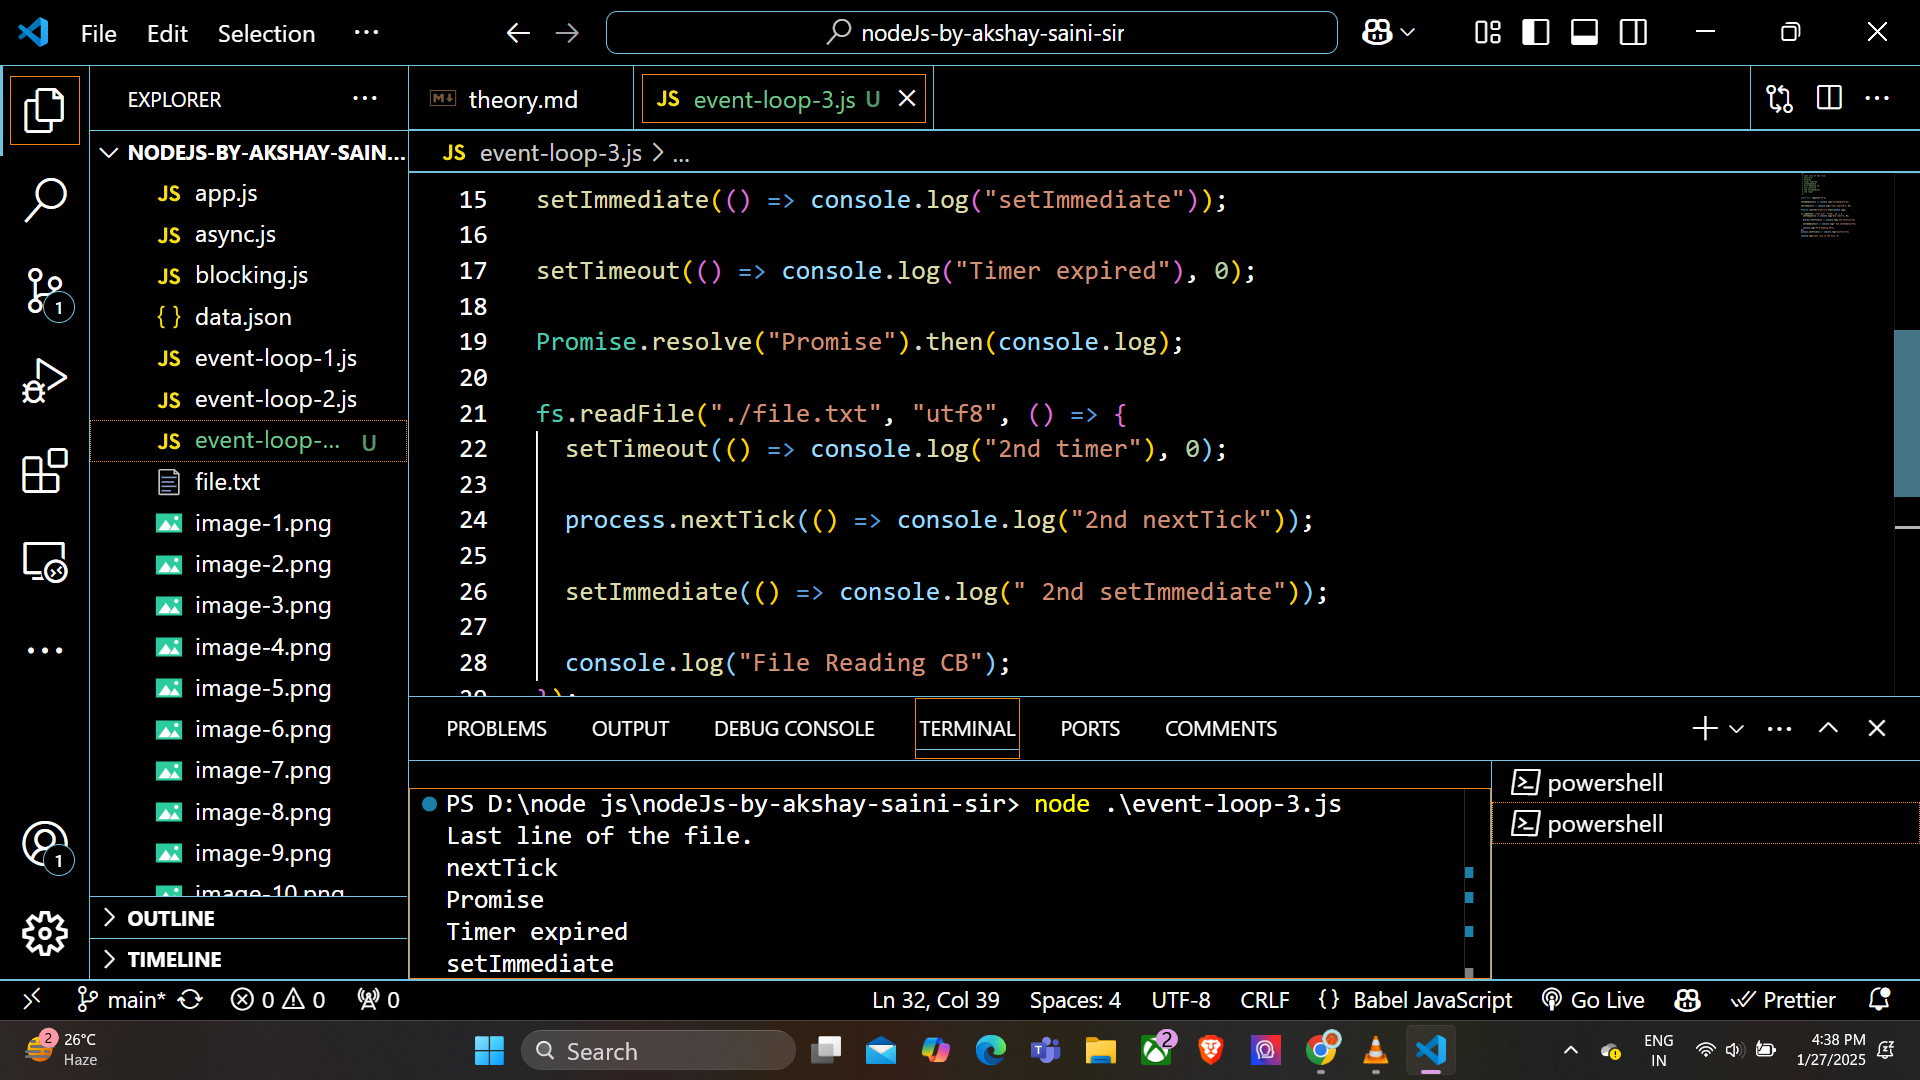 File Edit Selection ...
nodeJs-by-akshay-saini-sir
EXPLORER
NODEJS-BY-AKSHAY-SAIN...
JS app.js
JS async.js
JS blocking.js
{ } data.json
JS event-loop-1.js
JS event-loop-2.js
JS event-loop-... U
file.txt
image-1.png
image-2.png
image-3.png
image-4.png
image-5.png
image-6.png
image-7.png
image-8.png
image-9.png
image-10.png
OUTLINE
TIMELINE
1
1
theory.md
JS event-loop-3.js U
JS event-loop-3.js > ...
15 setImmediate(() => console.log("setImmediate"));
16
17 setTimeout(() => console.log("Timer expired"), 0);
18
19 Promise.resolve("Promise").then(console.log);
20
21 fs.readFile("./file.txt", "utf8", () => {
22 setTimeout(() => console.log("2nd timer"), 0);
23
24 process.nextTick(() => console.log("2nd nextTick"));
25
26 setImmediate(() => console.log(" 2nd setImmediate"));
27
28 console.log("File Reading CB");
29 });
PROBLEMS OUTPUT DEBUG CONSOLE TERMINAL PORTS COMMENTS
PS D:\node js\nodeJs-by-akshay-saini-sir> node .\event-loop-3.js
Last line of the file.
nextTick
Promise
Timer expired
setImmediate
powershell
powershell
main* 0 0 0 Ln 32, Col 39 Spaces: 4 UTF-8 CRLF { } Babel JavaScript Go Live Prettier
2
26°C
Haze
Search
2
ENG
IN
4:38 PM
1/27/2025